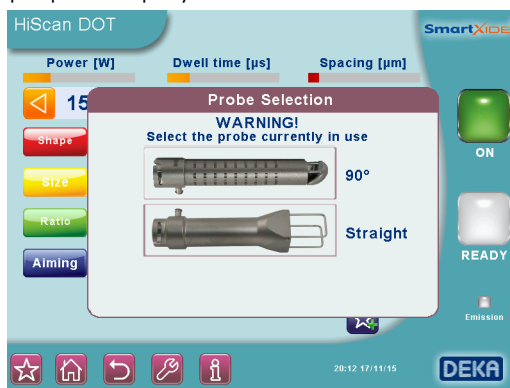 HiScan DOT
SmartXIDE
Power [W]
Dwell time [µs]
Spacing [µm]
15
Probe Selection
WARNING!
Select the probe currently in use
90°
Straight
Shape
Size
Ratio
Aiming
ON
READY
Emission
20:12 17/11/15
DEKA